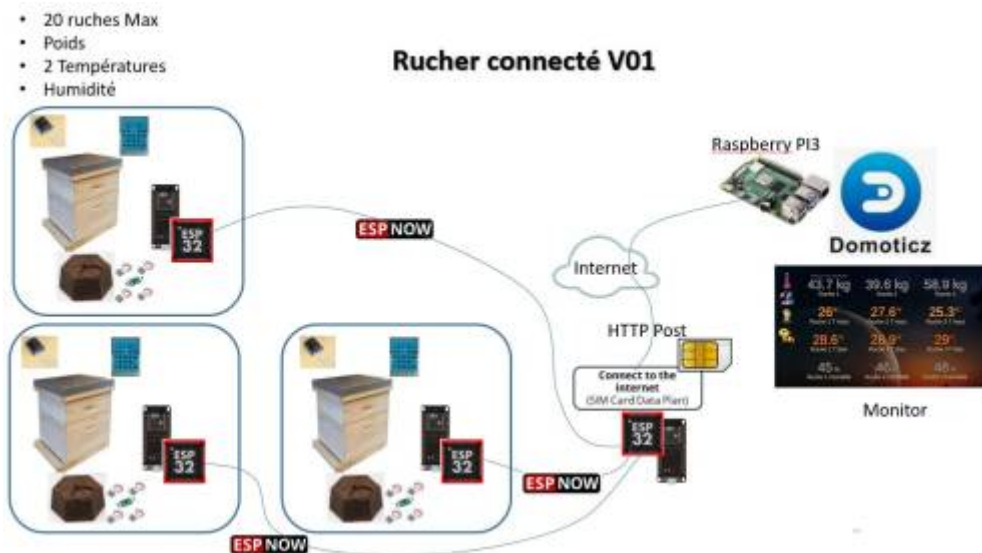 • 20 ruches Max
• Poids
• 2 Températures
• Humidité
Rucher connecté V01
Raspberry PI3
Domoticz
ESP NOW
ESP 32
Internet
HTTP Post
Connect to the
internet
(SIM Card Data Plan)
ESP 32
43.7 kg 39.6 kg 58.9 kg
26° 27.6° 25.3°
28.6° 26.9° 29°
45 46 48
Monitor
ESP 32
ESP 32
ESP NOW
ESP NOW